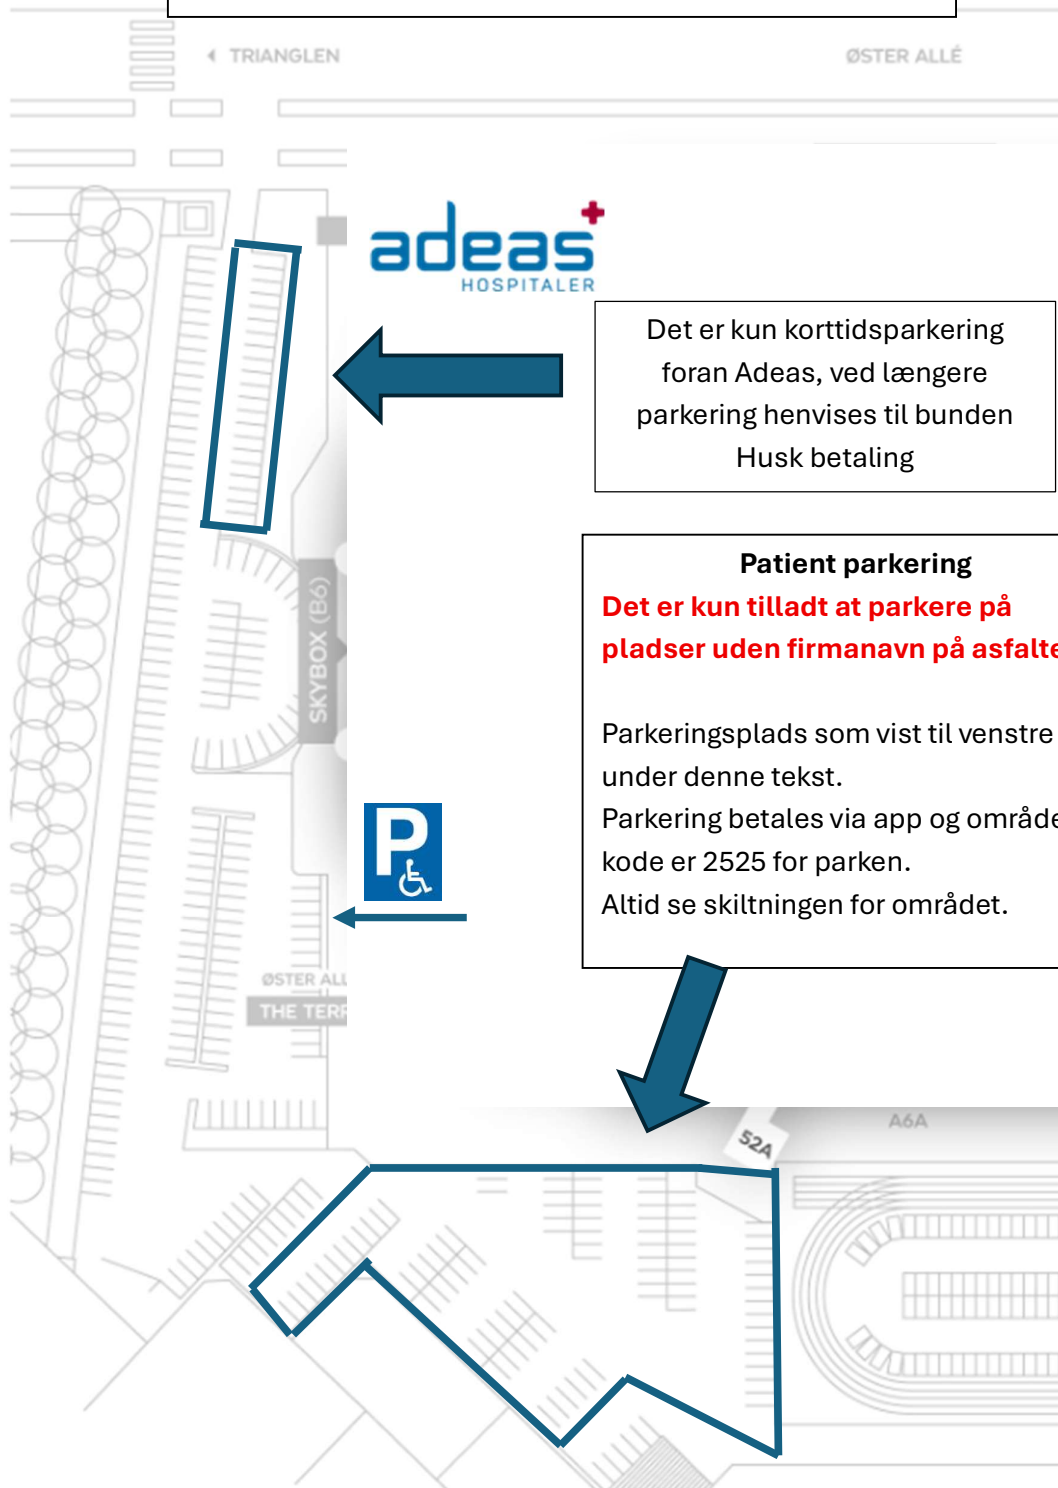 TRIANGLEN
ØSTER ALLÉ
adeas
HOSPITALER
Det er kun korttidsparkering
foran Adeas, ved længere
parkering henvises til bunden
Husk betaling
Patient parkering
Det er kun tilladt at parkere på
pladser uden firmanavn på asfalte
Parkeringsplads som vist til venstre
under denne tekst.
Parkering betales via app og område
kode er 2525 for parken.
Altid se skiltningen for området.
SKYBOX (B6)
P
ØSTER ALL
THE TERR
52A
A6A